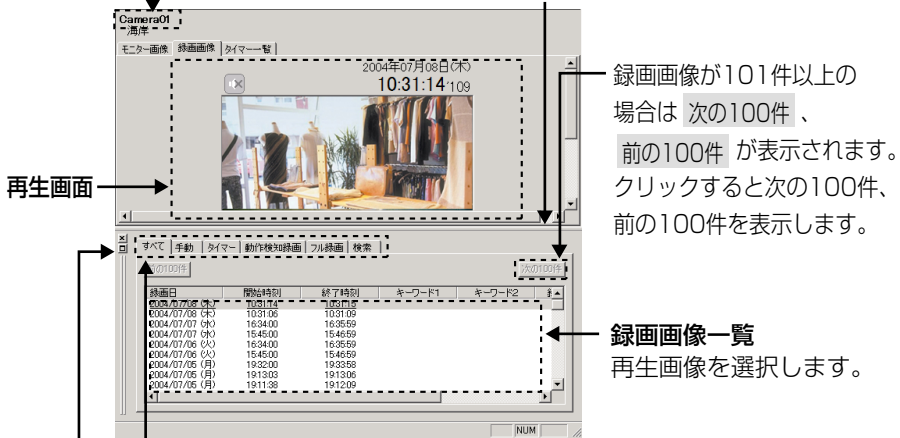 Camera01
海岸
モニター画像 録画画像 タイマー一覧
2004年07月08日(木)
10:31:14'109
録画画像が101件以上の
場合は 次の100件 、
前の100件 が表示されます。
クリックすると次の100件、
前の100件を表示します。
再生画面
すべて 手動 タイマー 動作検知録画 フル録画 検索
前の100件 次の100件
録画日 開始時刻 終了時刻 キーワード1 キーワード2
2004/07/08 (木) 10:31:14 10:31:15
2004/07/08 (木) 10:31:06 10:31:09
2004/07/07 (水) 16:34:00 16:35:59
2004/07/07 (水) 15:45:00 15:46:59
2004/07/06 (火) 16:34:00 16:35:59
2004/07/06 (火) 15:45:00 15:46:59
2004/07/05 (月) 19:32:00 19:33:58
2004/07/05 (月) 19:13:03 19:13:06
2004/07/05 (月) 19:11:38 19:12:09
録画画像一覧
再生画像を選択します。
NUM